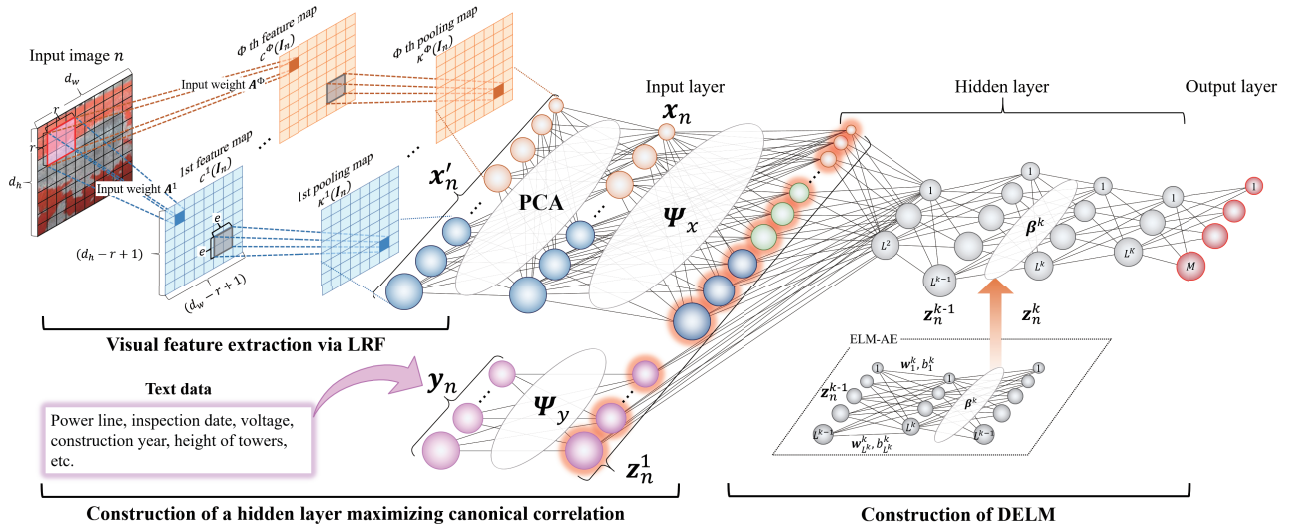 Input image n
d_w
r
r
d_h
Input weight A^Φ
Input weight A^1
Φ th feature map
c^Φ(I_n)
Φ th pooling map
κ^Φ(I_n)
1st feature map
c^1(I_n)
1st pooling map
κ^1(I_n)
e
e
(d_h − r + 1)
(d_w − r + 1)
x'_n
PCA
Input layer
x_n
Ψ_x
Hidden layer
Output layer
1
L^2
L^{k−1}
1
β^k
L^k
1
1
L^K
1
M
z_n^{k-1}
z_n^k
Visual feature extraction via LRF
Text data
Power line, inspection date, voltage,
construction year, height of towers,
etc.
y_n
Ψ_y
z_n^1
ELM-AE
w_1^k, b_1^k
z_n^{k-1}
1
1
1
β^k
L^{k−1}
L^k
L^{k−1}
w_{L^k}^k, b_{L^k}^k
Construction of a hidden layer maximizing canonical correlation
Construction of DELM